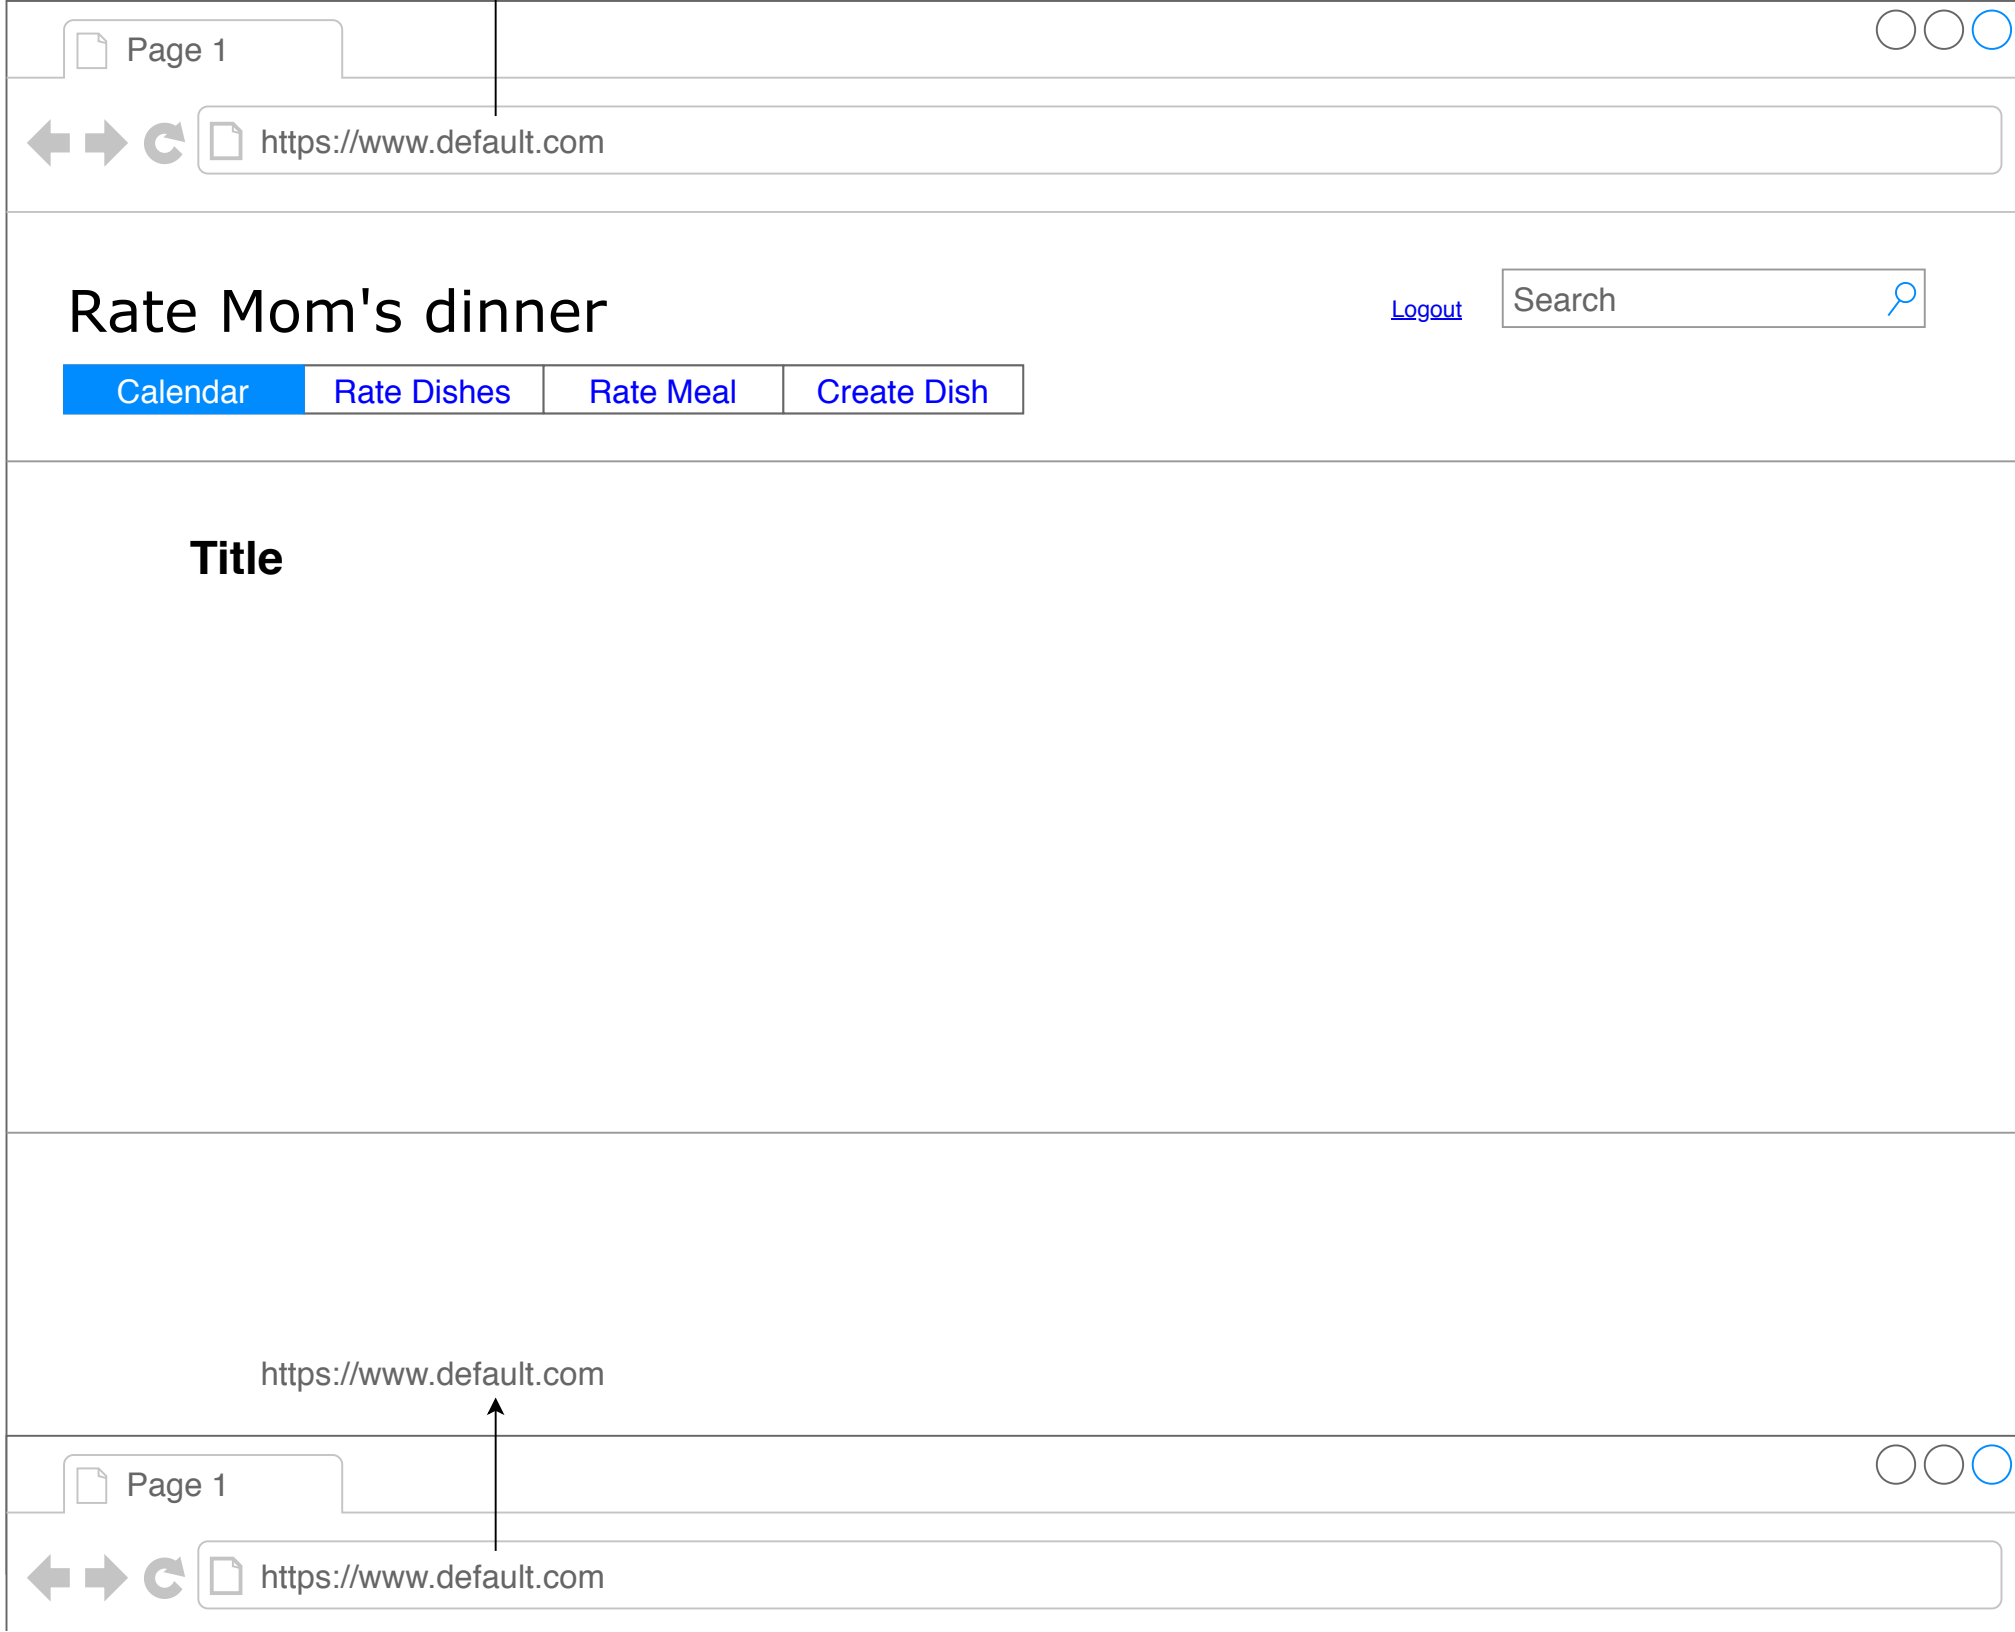 Page 1
https://www.default.com
Rate Mom's dinner
Logout
Search
Calendar
Rate Dishes
Rate Meal
Create Dish
Title
https://www.default.com
Page 1
https://www.default.com